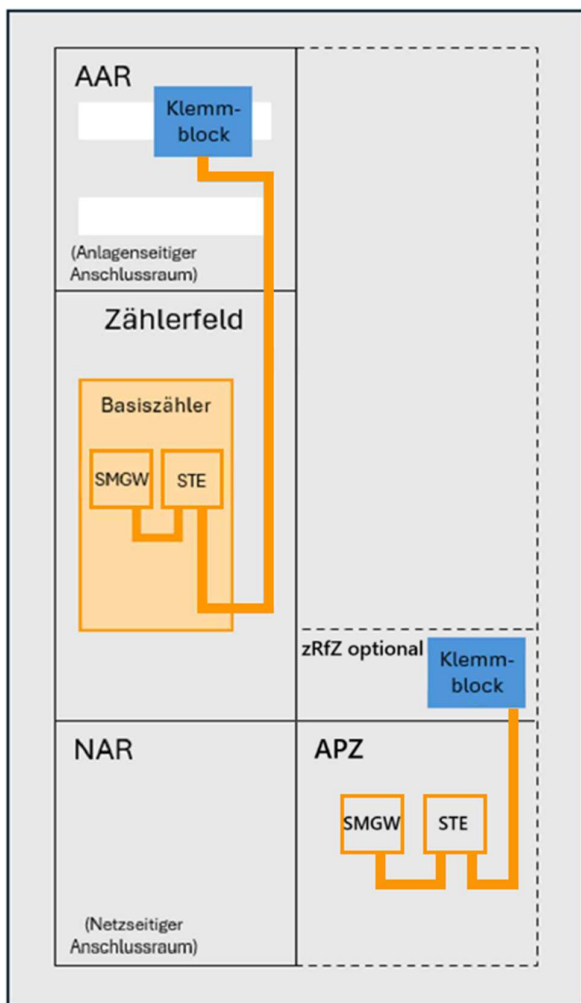 AAR
Klemm-
block
(Anlagenseitiger
Anschlussraum)
Zählerfeld
Basiszähler
SMGW
STE
zRfZ optional
Klemm-
block
NAR
(Netzseitiger
Anschlussraum)
APZ
SMGW
STE